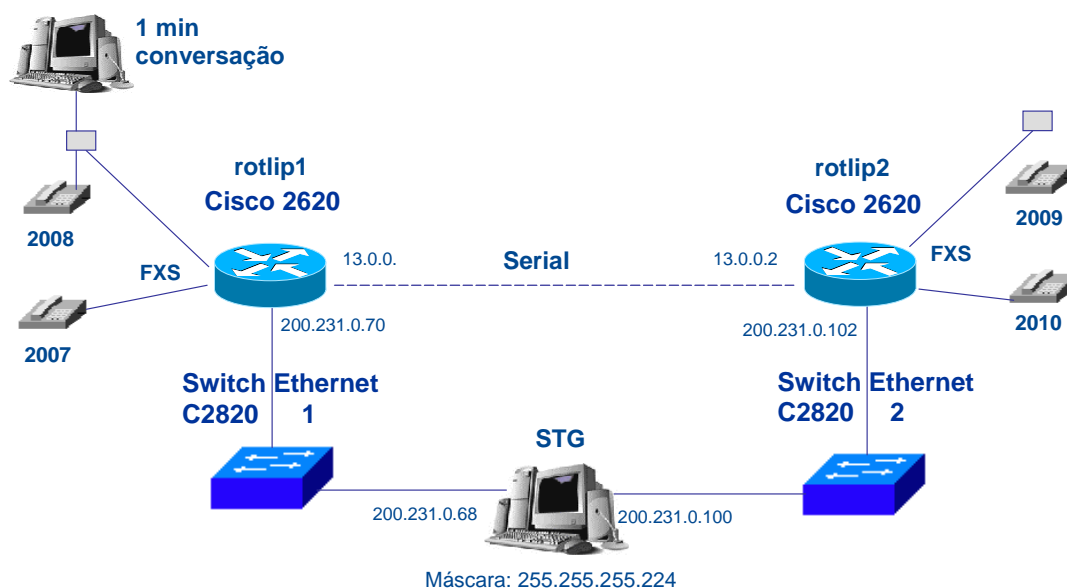 1 min
conversação
rotlip1
Cisco 2620
rotlip2
Cisco 2620
2008
2009
FXS
13.0.0.
Serial
13.0.0.2
FXS
2007
200.231.0.70
200.231.0.102
2010
Switch Ethernet
C2820 1
Switch Ethernet
C2820 2
STG
200.231.0.68
200.231.0.100
Máscara: 255.255.255.224